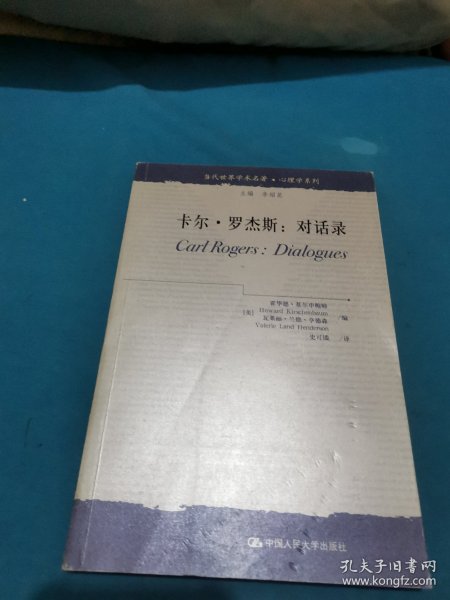 当代世界学术名著·心理学系列
主编
卡尔·罗杰斯：对话录
Carl Rogers: Dialogues
霍华德·基尔申鲍姆
[美] Howard Kirschenbaum
瓦莱丽·兰德·亨德森 / 编
Valerie Land Henderson
史可鉴 / 译
中国人民大学出版社
孔夫子旧书网
www.kongfz.com